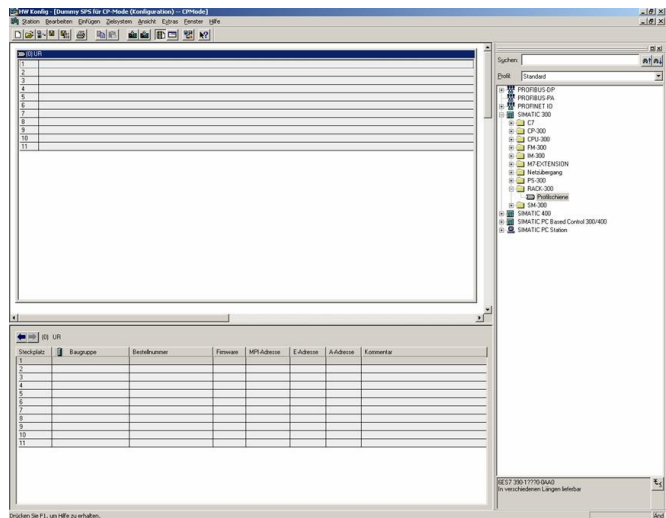 HW Konfig - [Dummy SPS für CP-Mode (Konfiguration) -- CPMode]
Station Bearbeiten Einfügen Zielsystem Ansicht Extras Fenster Hilfe
(0) UR
1
2
3
4
5
6
7
8
9
10
11
Suchen:
Profil: Standard
PROFIBUS-DP
PROFIBUS-PA
PROFINET IO
SIMATIC 300
C7
CP-300
CPU-300
FM-300
IM-300
M7-EXTENSION
Netzübergang
PS-300
RACK-300
Profilschiene
SM-300
SIMATIC 400
SIMATIC PC Based Control 300/400
SIMATIC PC Station
(0) UR
Steckplatz Baugruppe Bestellnummer Firmware MPI-Adresse E-Adresse A-Adresse Kommentar
1
2
3
4
5
6
7
8
9
10
11
6ES7 390-1???0-0AA0
In verschiedenen Längen lieferbar
Drücken Sie F1, um Hilfe zu erhalten.
Änd